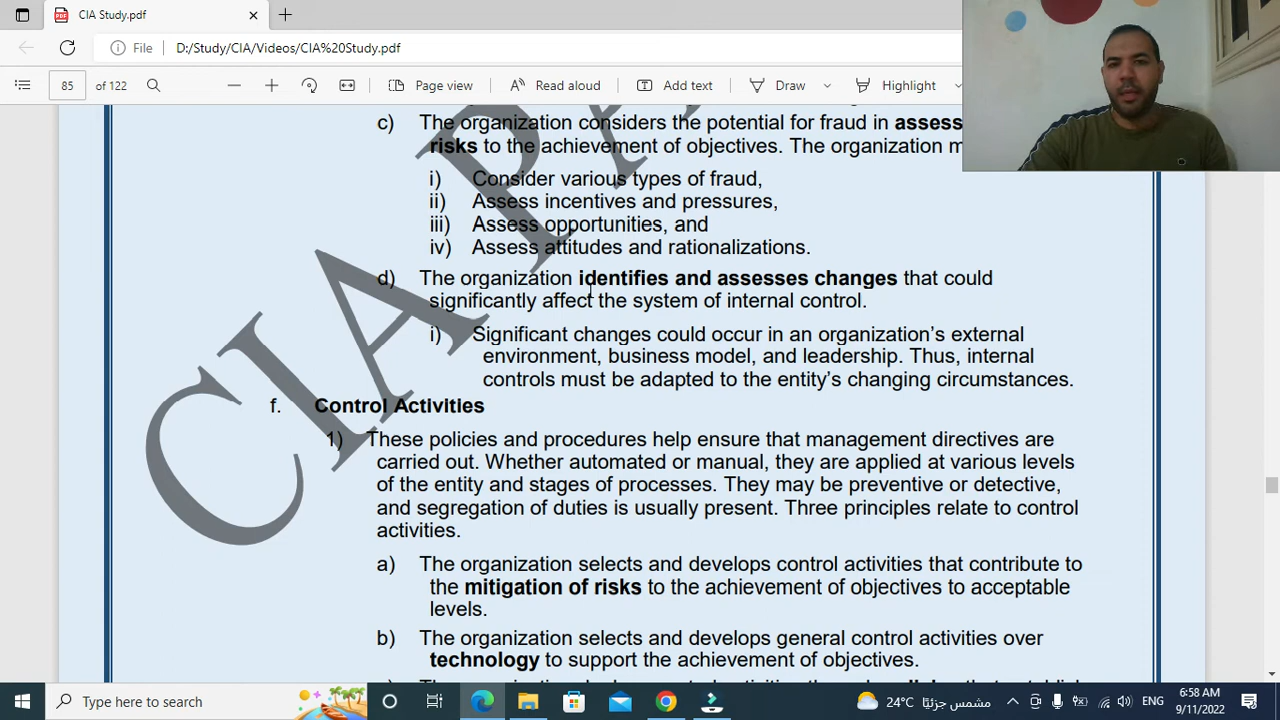 CIA Study.pdf
File
D:/Study/CIA/Videos/CIA%20Study.pdf
85
of 122
Page view
Read aloud
Add text
Draw
Highlight
c) The organization considers the potential for fraud in assess
risks to the achievement of objectives. The organization m
i) Consider various types of fraud,
ii) Assess incentives and pressures,
iii) Assess opportunities, and
iv) Assess attitudes and rationalizations.
d) The organization identifies and assesses changes that could
significantly affect the system of internal control.
i) Significant changes could occur in an organization's external
environment, business model, and leadership. Thus, internal
controls must be adapted to the entity's changing circumstances.
f. Control Activities
1) These policies and procedures help ensure that management directives are
carried out. Whether automated or manual, they are applied at various levels
of the entity and stages of processes. They may be preventive or detective,
and segregation of duties is usually present. Three principles relate to control
activities.
a) The organization selects and develops control activities that contribute to
the mitigation of risks to the achievement of objectives to acceptable
levels.
b) The organization selects and develops general control activities over
technology to support the achievement of objectives.
CIA PA
Type here to search
24°C مشمس جزئيًا
ENG
6:58 AM
9/11/2022